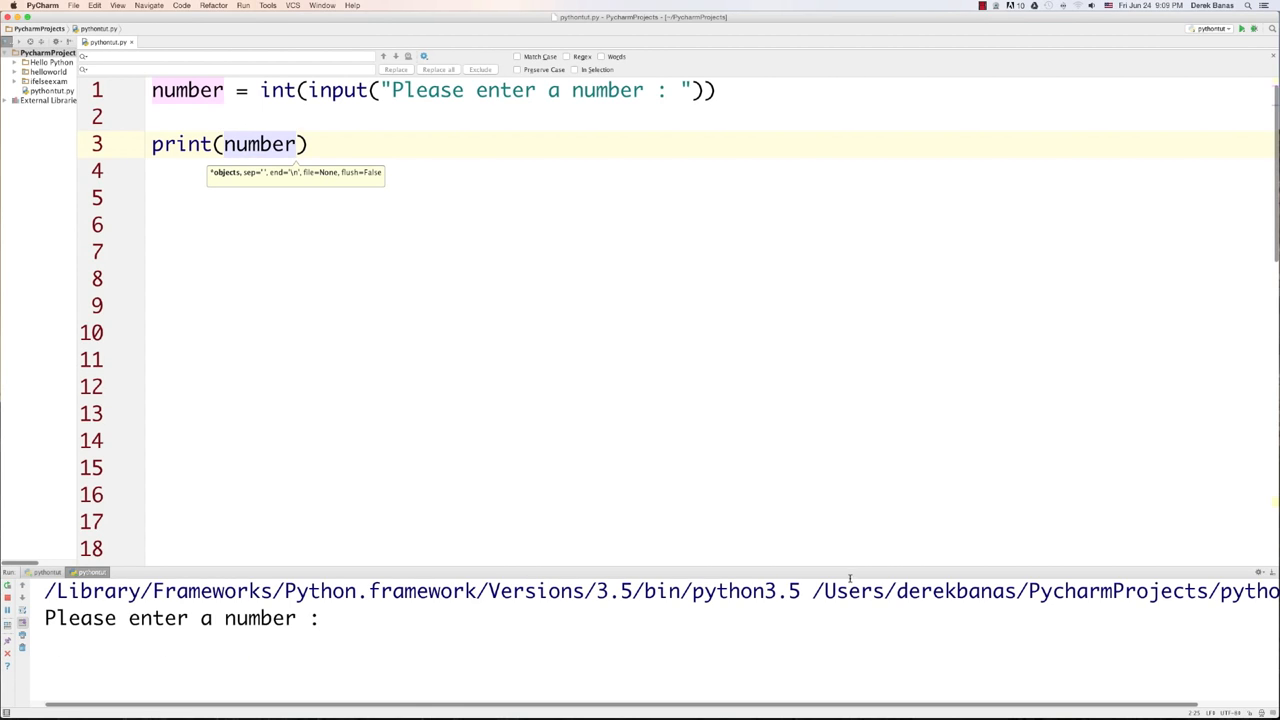 PyCharm File Edit View Navigate Code Refactor Run Tools VCS Window Help 10 Fri Jun 24 9:09 PM Derek Banas
pythontut.py - PycharmProjects - [~/PycharmProjects]
PycharmProjects pythontut.py pythontut
pythontut.py
PycharmProject
Hello Python
helloworld
ifelseexam
pythontut.py
External Librarie
Match Case Regex Words
Replace Replace all Exclude Preserve Case In Selection
1 number = int(input("Please enter a number : "))
2
3 print(number)
*objects, sep=' ', end='\n', file=None, flush=False
4
5
6
7
8
9
10
11
12
13
14
15
16
17
18
Run: pythontut pythontut
/Library/Frameworks/Python.framework/Versions/3.5/bin/python3.5 /Users/derekbanas/PycharmProjects/pytho
Please enter a number :
2:25 LF÷ UTF-8÷